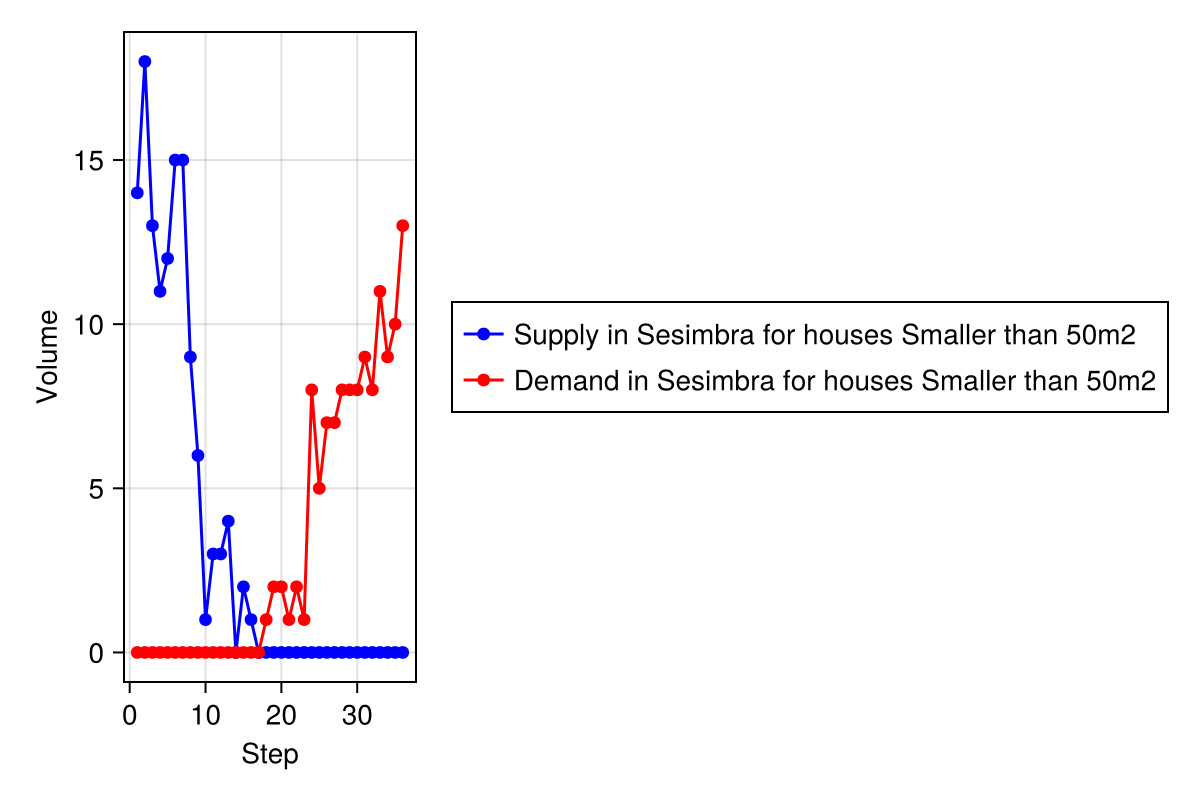 Volume
15
10
5
0
0 10 20 30
Step
Supply in Sesimbra for houses Smaller than 50m2
Demand in Sesimbra for houses Smaller than 50m2